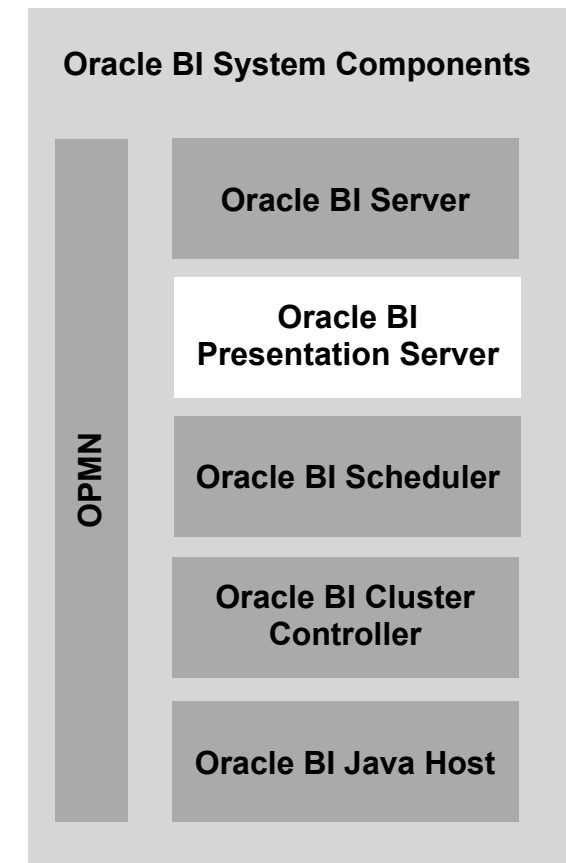 Oracle BI System Components
OPMN
Oracle BI Server
Oracle BI
Presentation Server
Oracle BI Scheduler
Oracle BI Cluster
Controller
Oracle BI Java Host